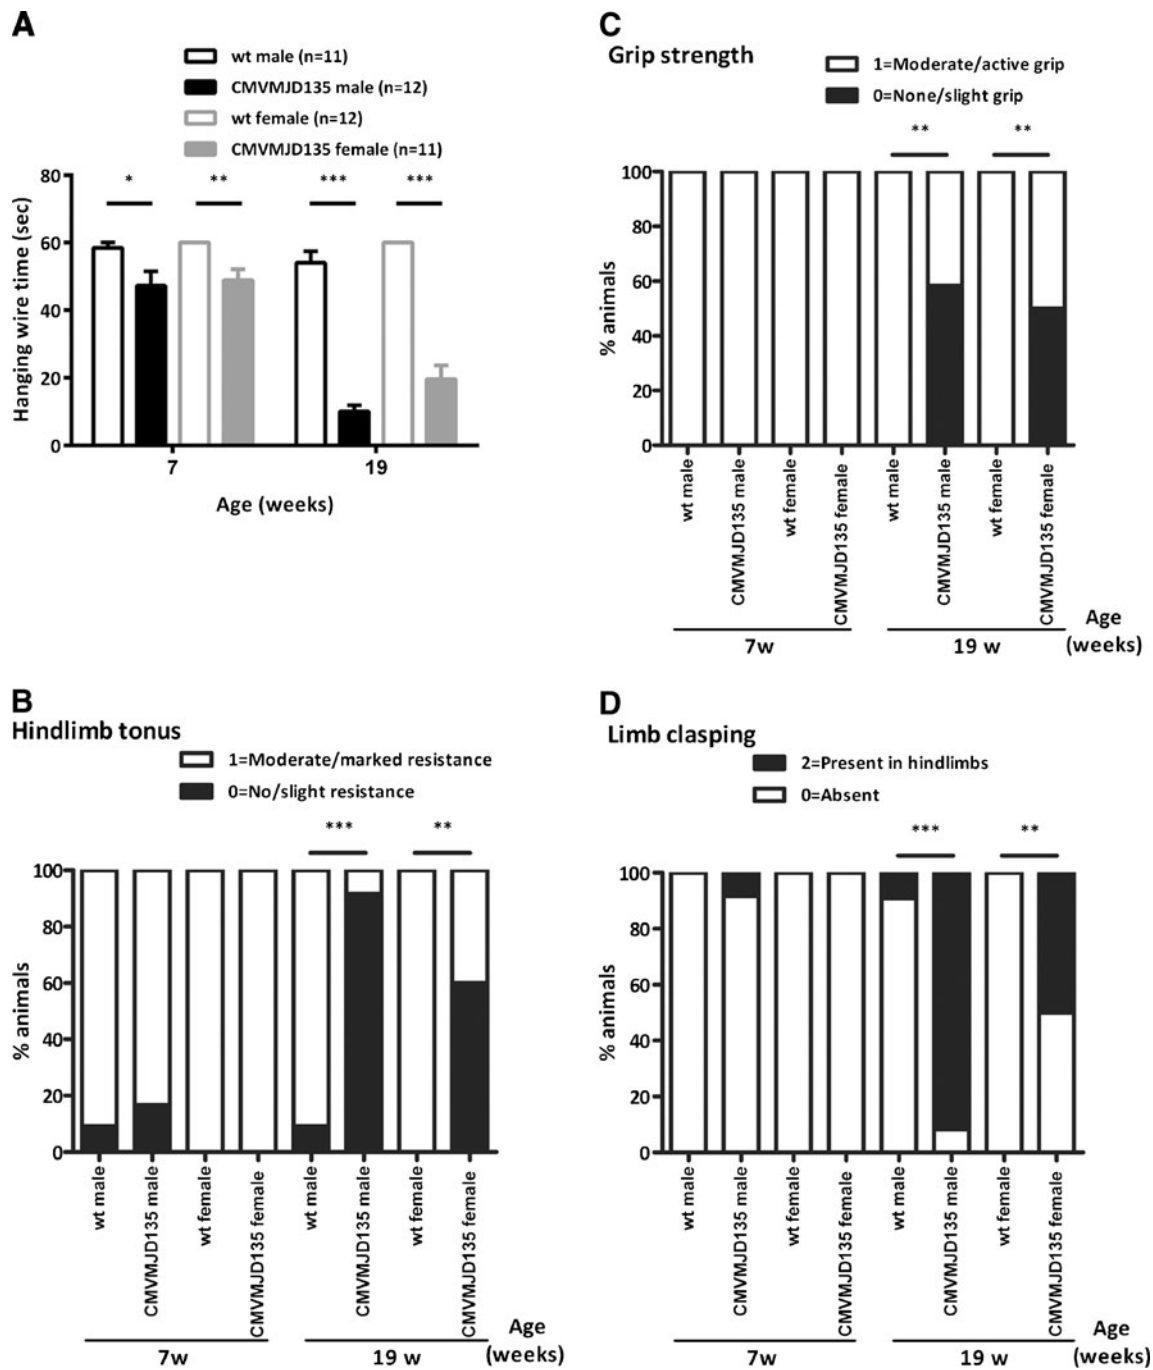 A
wt male (n=11)
CMVMJD135 male (n=12)
wt female (n=12)
CMVMJD135 female (n=11)
* ** *** ***
Hanging wire time (sec)
80
60
40
20
0
7 19
Age (weeks)
C
Grip strength
1=Moderate/active grip
0=None/slight grip
** **
% animals
100
80
60
40
20
0
wt male
CMVMJD135 male
wt female
CMVMJD135 female
wt male
CMVMJD135 male
wt female
CMVMJD135 female
7w 19 w
Age
(weeks)
B
Hindlimb tonus
1=Moderate/marked resistance
0=No/slight resistance
*** **
% animals
100
80
60
40
20
0
wt male
CMVMJD135 male
wt female
CMVMJD135 female
wt male
CMVMJD135 male
wt female
CMVMJD135 female
7w 19 w
Age
(weeks)
D
Limb clasping
2=Present in hindlimbs
0=Absent
*** **
% animals
100
80
60
40
20
0
wt male
CMVMJD135 male
wt female
CMVMJD135 female
wt male
CMVMJD135 male
wt female
CMVMJD135 female
7w 19 w
Age
(weeks)